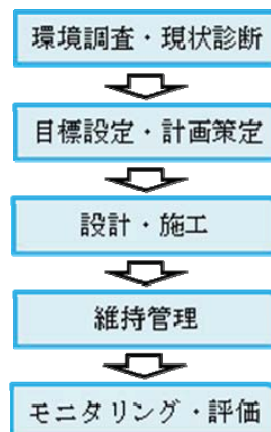 環境調査・現状診断
目標設定・計画策定
設計・施工
維持管理
モニタリング・評価